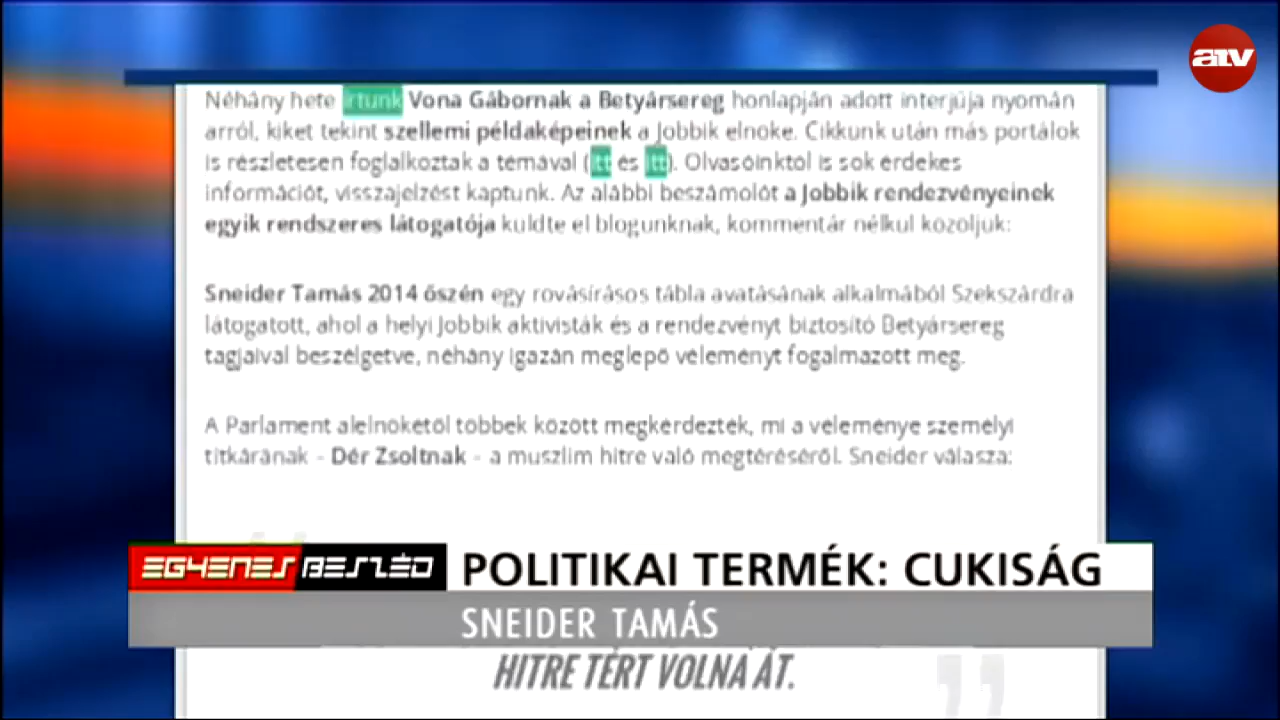 atv
Néhány hete írtunk Vona Gábornak a Betyársereg honlapján adott interjúja nyomán
arról, kiket tekint szellemi példaképeinek a Jobbik elnöke. Cikkünk után más portálok
is részletesen foglalkoztak a témával (itt és itt). Olvasóinktól is sok érdekes
információt, visszajelzést kaptunk. Az alábbi beszámolót a Jobbik rendezvényeinek
egyik rendszeres látogatója küldte el blogunknak, kommentár nélkül közöljük:
Sneider Tamás 2014 őszén egy rovásírásos tábla avatásának alkalmából Szekszárdra
látogatott, ahol a helyi Jobbik aktivisták és a rendezvényt biztosító Betyársereg
tagjaival beszélgetve, néhány igazán meglepő véleményt fogalmazott meg.
A Parlament alelnökétől többek között megkérdezték, mi a véleménye személyi
titkárának - Dér Zsoltnak - a muszlim hitre való megtéréséről. Sneider válasza:
EGYENES BESZÉD POLITIKAI TERMÉK: CUKISÁG
SNEIDER TAMÁS
HITRE TÉRT VOLNA ÁT.